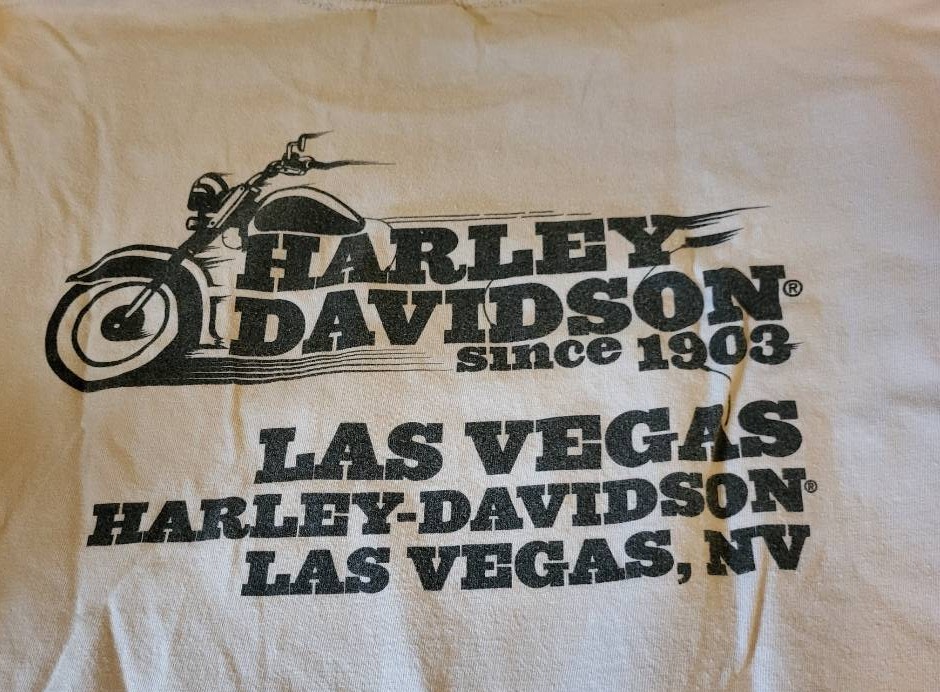 HARLEY-
DAVIDSON®
since 1903
LAS VEGAS
HARLEY-DAVIDSON®
LAS VEGAS, NV